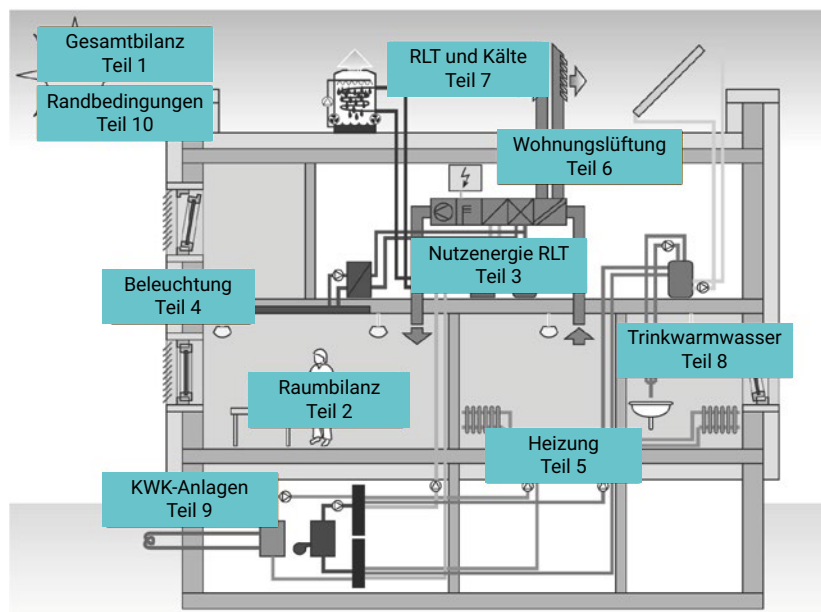 Gesamtbilanz
Teil 1
Randbedingungen
Teil 10
RLT und Kälte
Teil 7
Wohnungslüftung
Teil 6
Nutzenergie RLT
Teil 3
Beleuchtung
Teil 4
Trinkwarmwasser
Teil 8
Raumbilanz
Teil 2
Heizung
Teil 5
KWK-Anlagen
Teil 9